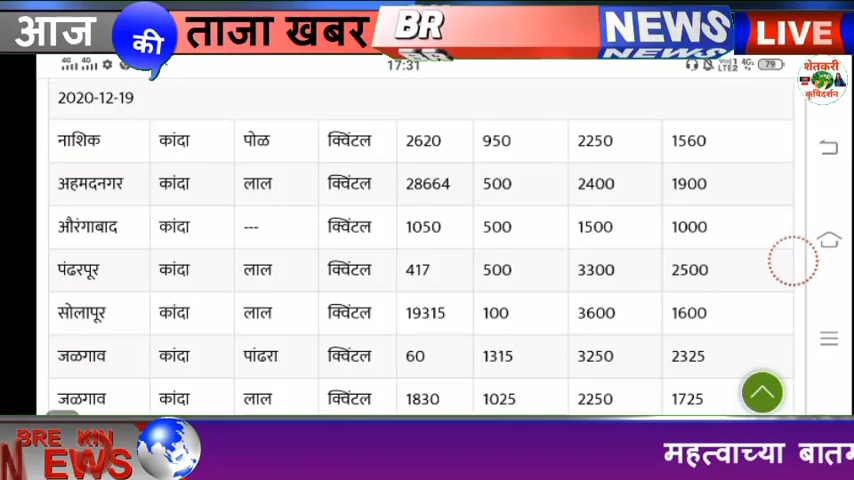 आज की ताजा खबर BR NEWS LIVE
17:31 79
शेतकरी
कृषिदर्शन
2020-12-19
नाशिक कांदा पोळ क्विंटल 2620 950 2250 1560
अहमदनगर कांदा लाल क्विंटल 28664 500 2400 1900
औरंगाबाद कांदा --- क्विंटल 1050 500 1500 1000
पंढरपूर कांदा लाल क्विंटल 417 500 3300 2500
सोलापूर कांदा लाल क्विंटल 19315 100 3600 1600
जळगाव कांदा पांढरा क्विंटल 60 1315 3250 2325
जळगाव कांदा लाल क्विंटल 1830 1025 2250 1725
BRE KIN
NEWS
महत्वाच्या बातम